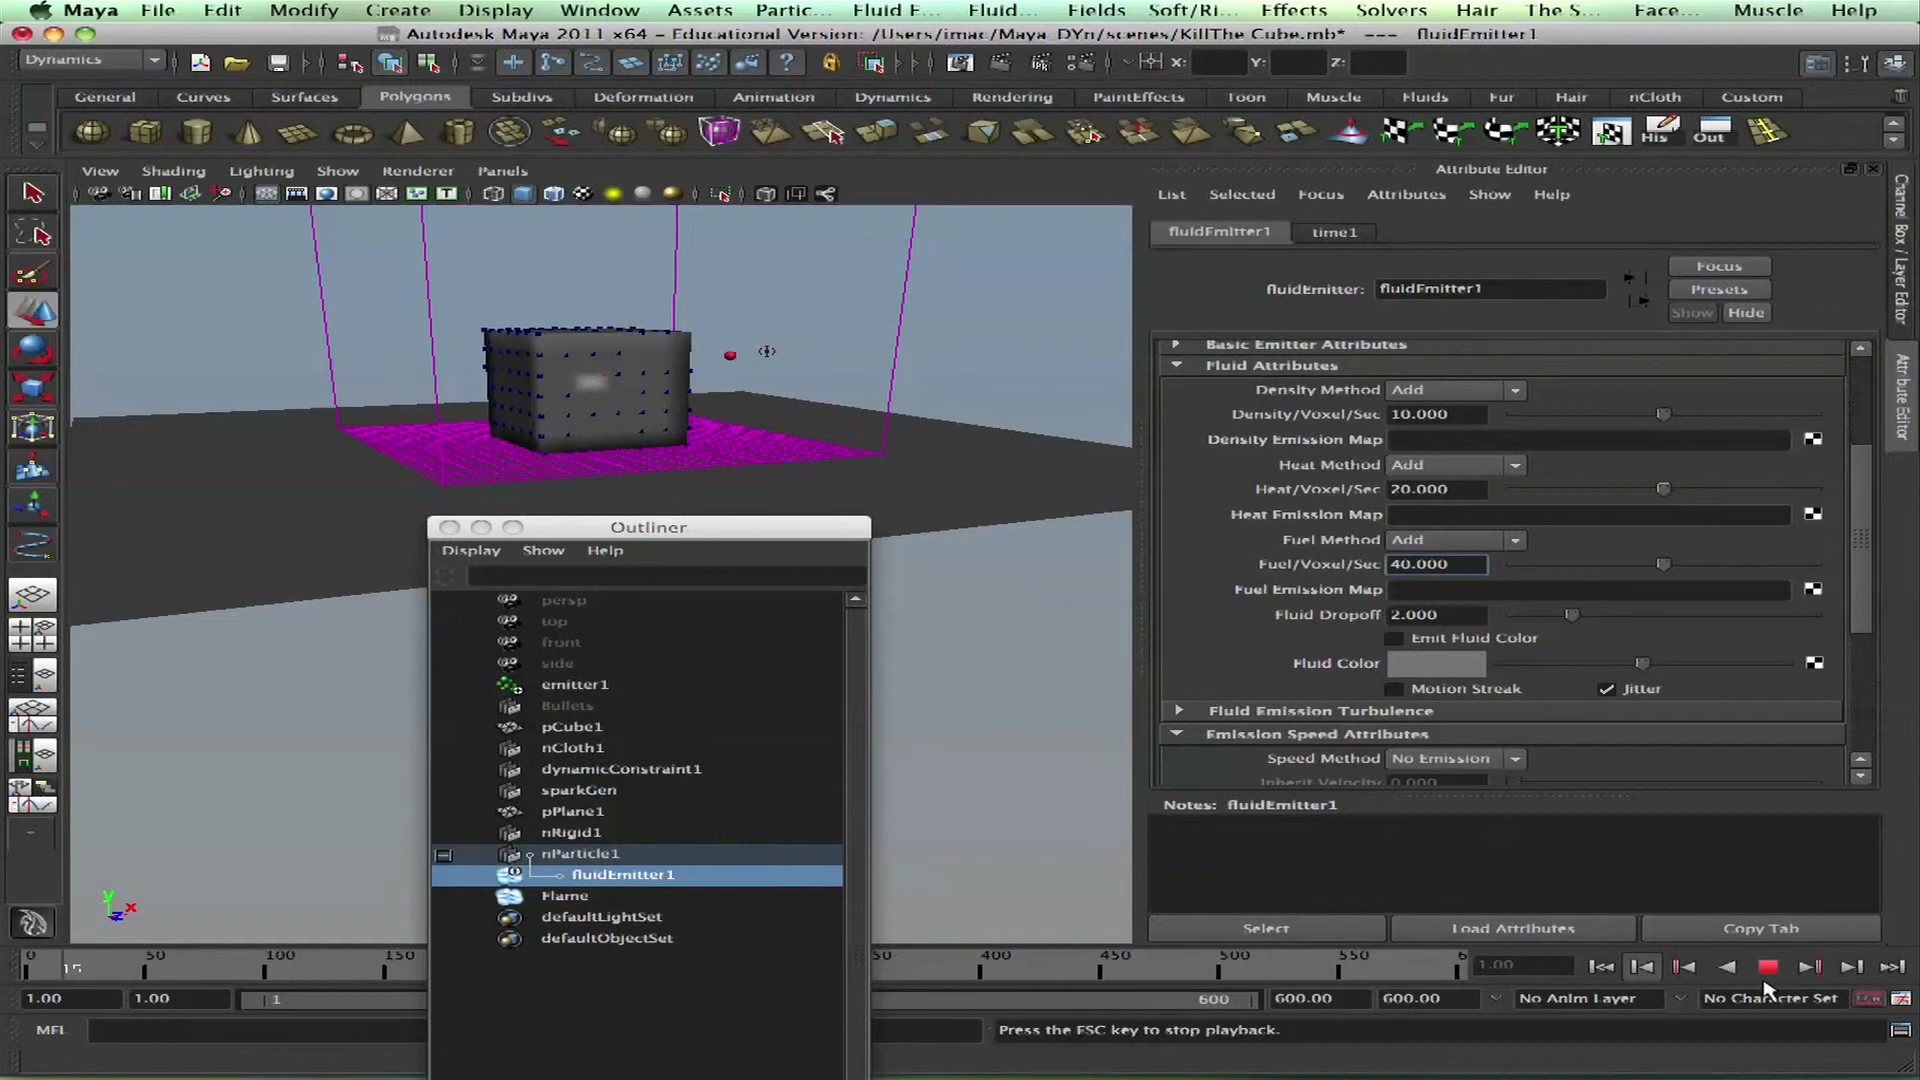 Maya File Edit Modify Create Display Window Assets Partic... Fluid E... Fluid... Fields Soft/Ri... Effects Solvers Hair The S... Face... Muscle Help
Autodesk Maya 2011 x64 - Educational Version: /Users/imac/Maya_DYn/scenes/KillThe Cube.mb* --- fluidEmitter1
Dynamics X: Y: Z:
General Curves Surfaces Polygons Subdivs Deformation Animation Dynamics Rendering PaintEffects Toon Muscle Fluids Fur Hair nCloth Custom
IPR
His Out
View Shading Lighting Show Renderer Panels
Attribute Editor
List Selected Focus Attributes Show Help
fluidEmitter1 time1
fluidEmitter: fluidEmitter1
Focus
Presets
Show Hide
Basic Emitter Attributes
Fluid Attributes
Density Method Add
Density/Voxel/Sec 10.000
Density Emission Map
Heat Method Add
Heat/Voxel/Sec 20.000
Heat Emission Map
Fuel Method Add
Fuel/Voxel/Sec 40.000
Fuel Emission Map
Fluid Dropoff 2.000
Emit Fluid Color
Fluid Color
Motion Streak Jitter
Fluid Emission Turbulence
Emission Speed Attributes
Speed Method No Emission
Inherit Velocity 0.000
Notes: fluidEmitter1
Select Load Attributes Copy Tab
Channel Box / Layer Editor
Attribute Editor
Outliner
Display Show Help
persp
top
front
side
emitter1
Bullets
pCube1
nCloth1
dynamicConstraint1
sparkGen
pPlane1
nRigid1
nParticle1
fluidEmitter1
Flame
defaultLightSet
defaultObjectSet
y x z
0 15 50 100 150 50 400 450 500 550 6 1.00
1.00 1.00 1 600 600.00 600.00 No Anim Layer No Character Set
MEL Press the ESC key to stop playback.